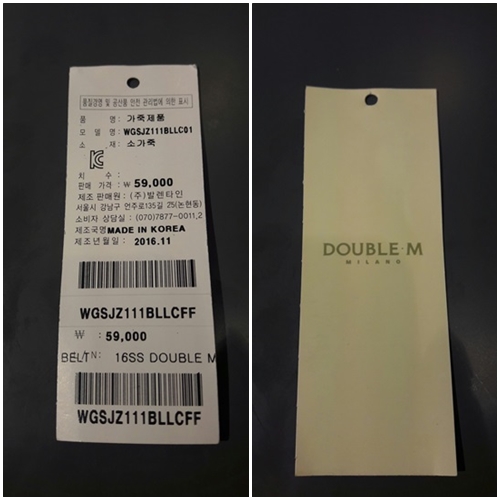 품질경영 및 공산품 안전 관리법에 의한 표시
품 명: 가죽제품
모 델 명: WGSJZ111BLLC01
소 재: 소가죽
치 수:
판매 가격: ₩ 59,000
제조 판매원: (주)발렌타인
서울시 강남구 언주로135길 25(논현동)
소비자 상담실: (070)7877-0011,2
제조국명MADE IN KOREA
제조년월일: 2016.11
WGSJZ111BLLCFF
₩ : 59,000
BELT N: 16SS DOUBLE M
WGSJZ111BLLCFF
DOUBLE·M
MILANO